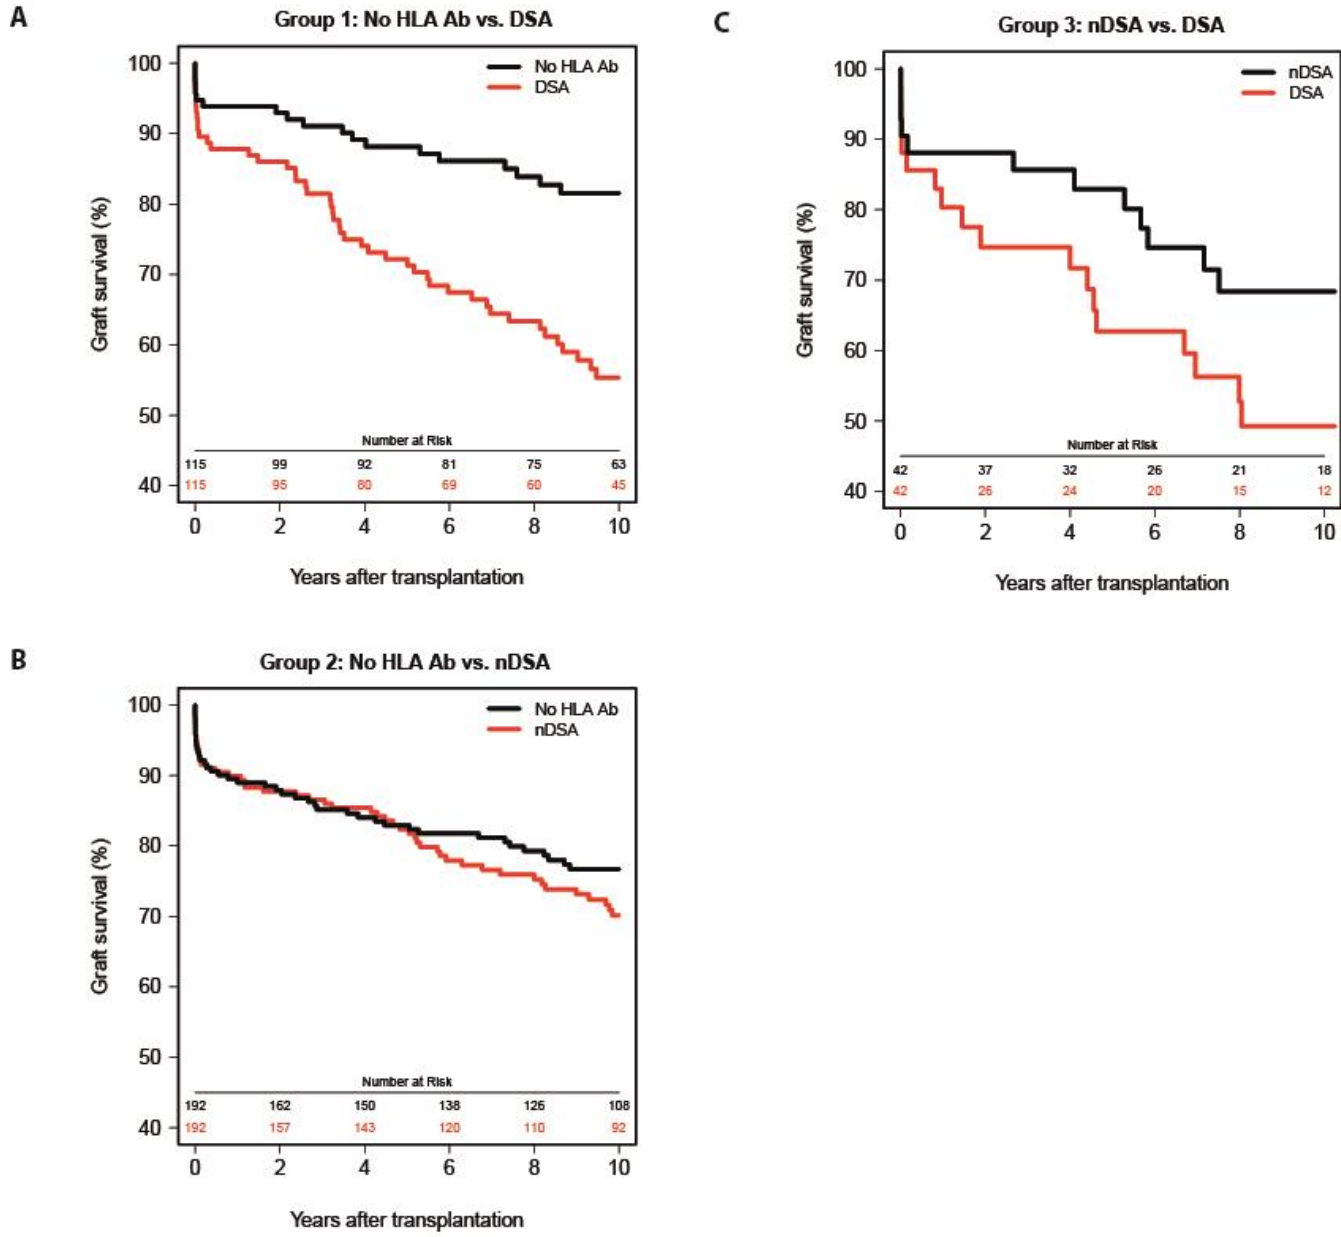 A
Group 1: No HLA Ab vs. DSA
No HLA Ab
DSA
Graft survival (%)
100
90
80
70
60
50
40
Number at Risk
115 99 92 81 75 63
115 95 80 69 60 45
0 2 4 6 8 10
Years after transplantation
C
Group 3: nDSA vs. DSA
nDSA
DSA
Graft survival (%)
100
90
80
70
60
50
40
Number at Risk
42 37 32 26 21 18
42 26 24 20 15 12
0 2 4 6 8 10
Years after transplantation
B
Group 2: No HLA Ab vs. nDSA
No HLA Ab
nDSA
Graft survival (%)
100
90
80
70
60
50
40
Number at Risk
192 162 150 138 126 108
192 157 143 120 110 92
0 2 4 6 8 10
Years after transplantation